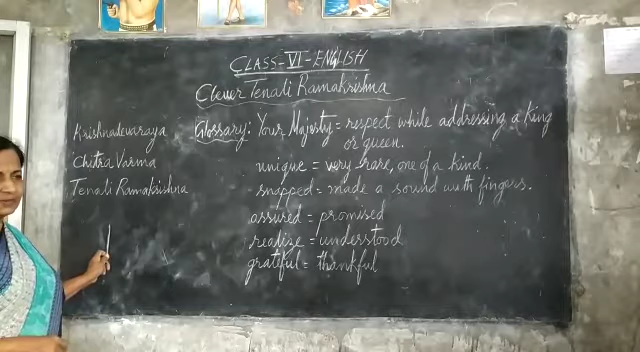 CLASS-VI-ENGLISH
Clever Tenali Ramakrishna
Krishnadevaraya
Chitra Varma
Tenali Ramakrishna
Glossary: Your Majesty = respect while addressing a King
or queen.
unique = very rare, one of a kind.
snapped = made a sound with fingers.
assured = promised
realize = understood
grateful = thankful